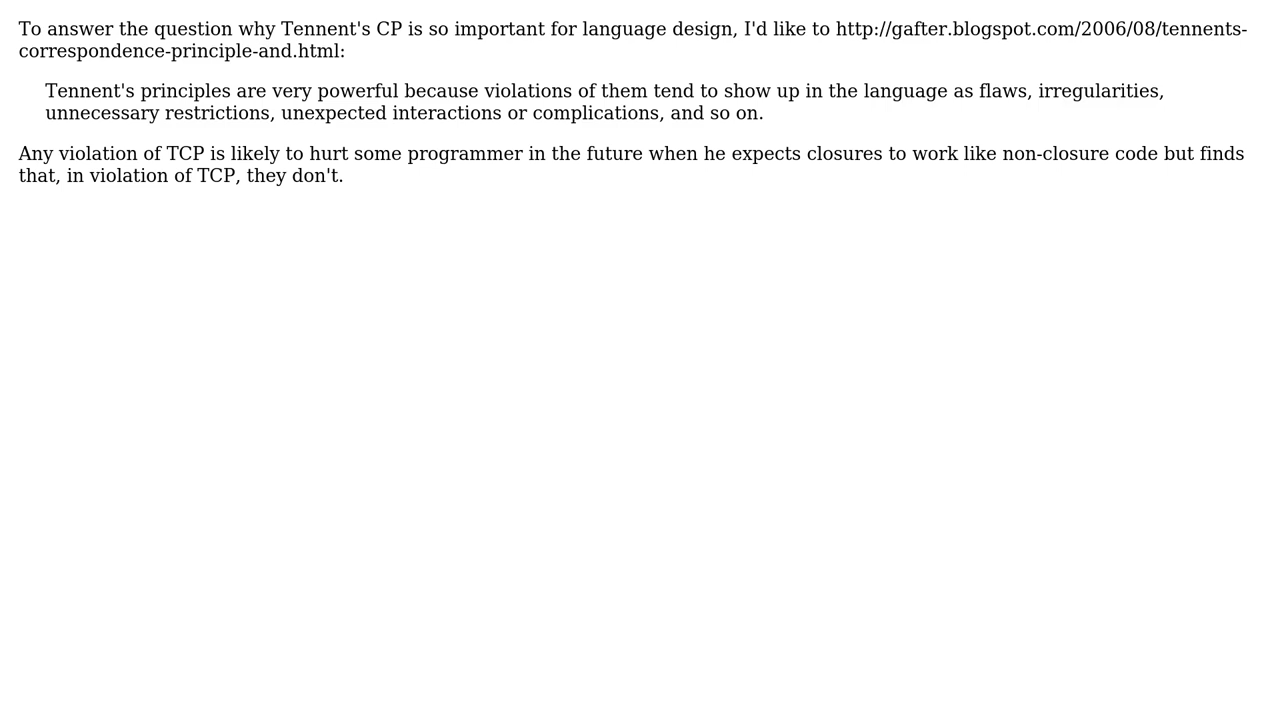 To answer the question why Tennent's CP is so important for language design, I'd like to http://gafter.blogspot.com/2006/08/tennents-
correspondence-principle-and.html:
Tennent's principles are very powerful because violations of them tend to show up in the language as flaws, irregularities,
unnecessary restrictions, unexpected interactions or complications, and so on.
Any violation of TCP is likely to hurt some programmer in the future when he expects closures to work like non-closure code but finds
that, in violation of TCP, they don't.